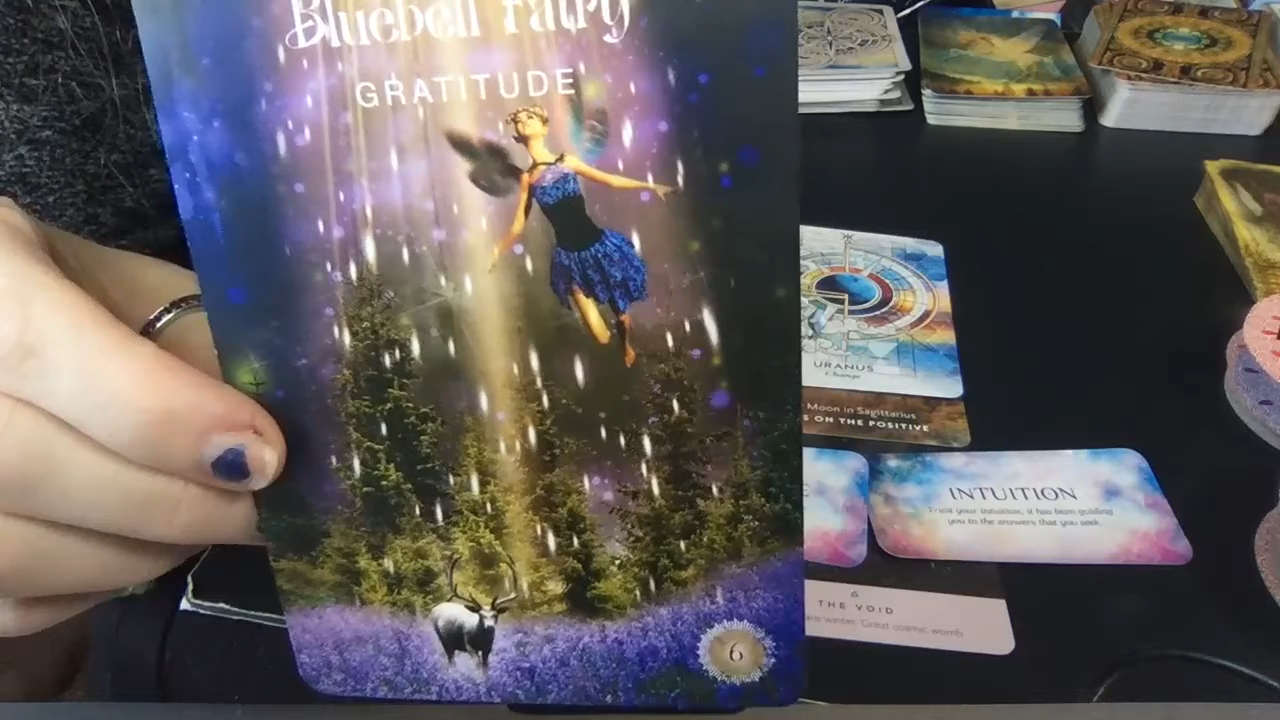 Bluebell Fairy
GRATITUDE
6
URANUS
Change
Moon in Sagittarius
S ON THE POSITIVE
INTUITION
Trust your intuition, it has been guiding
you to the answers that you seek.
6
THE VOID
winter. Great cosmic womb